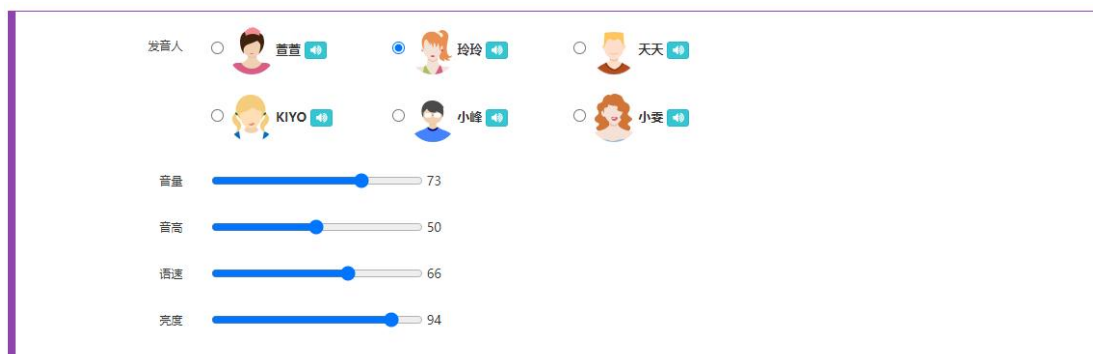 发音人 萱萱 玲玲 天天
KIYO 小峰 小雯
音量 73
音高 50
语速 66
亮度 94